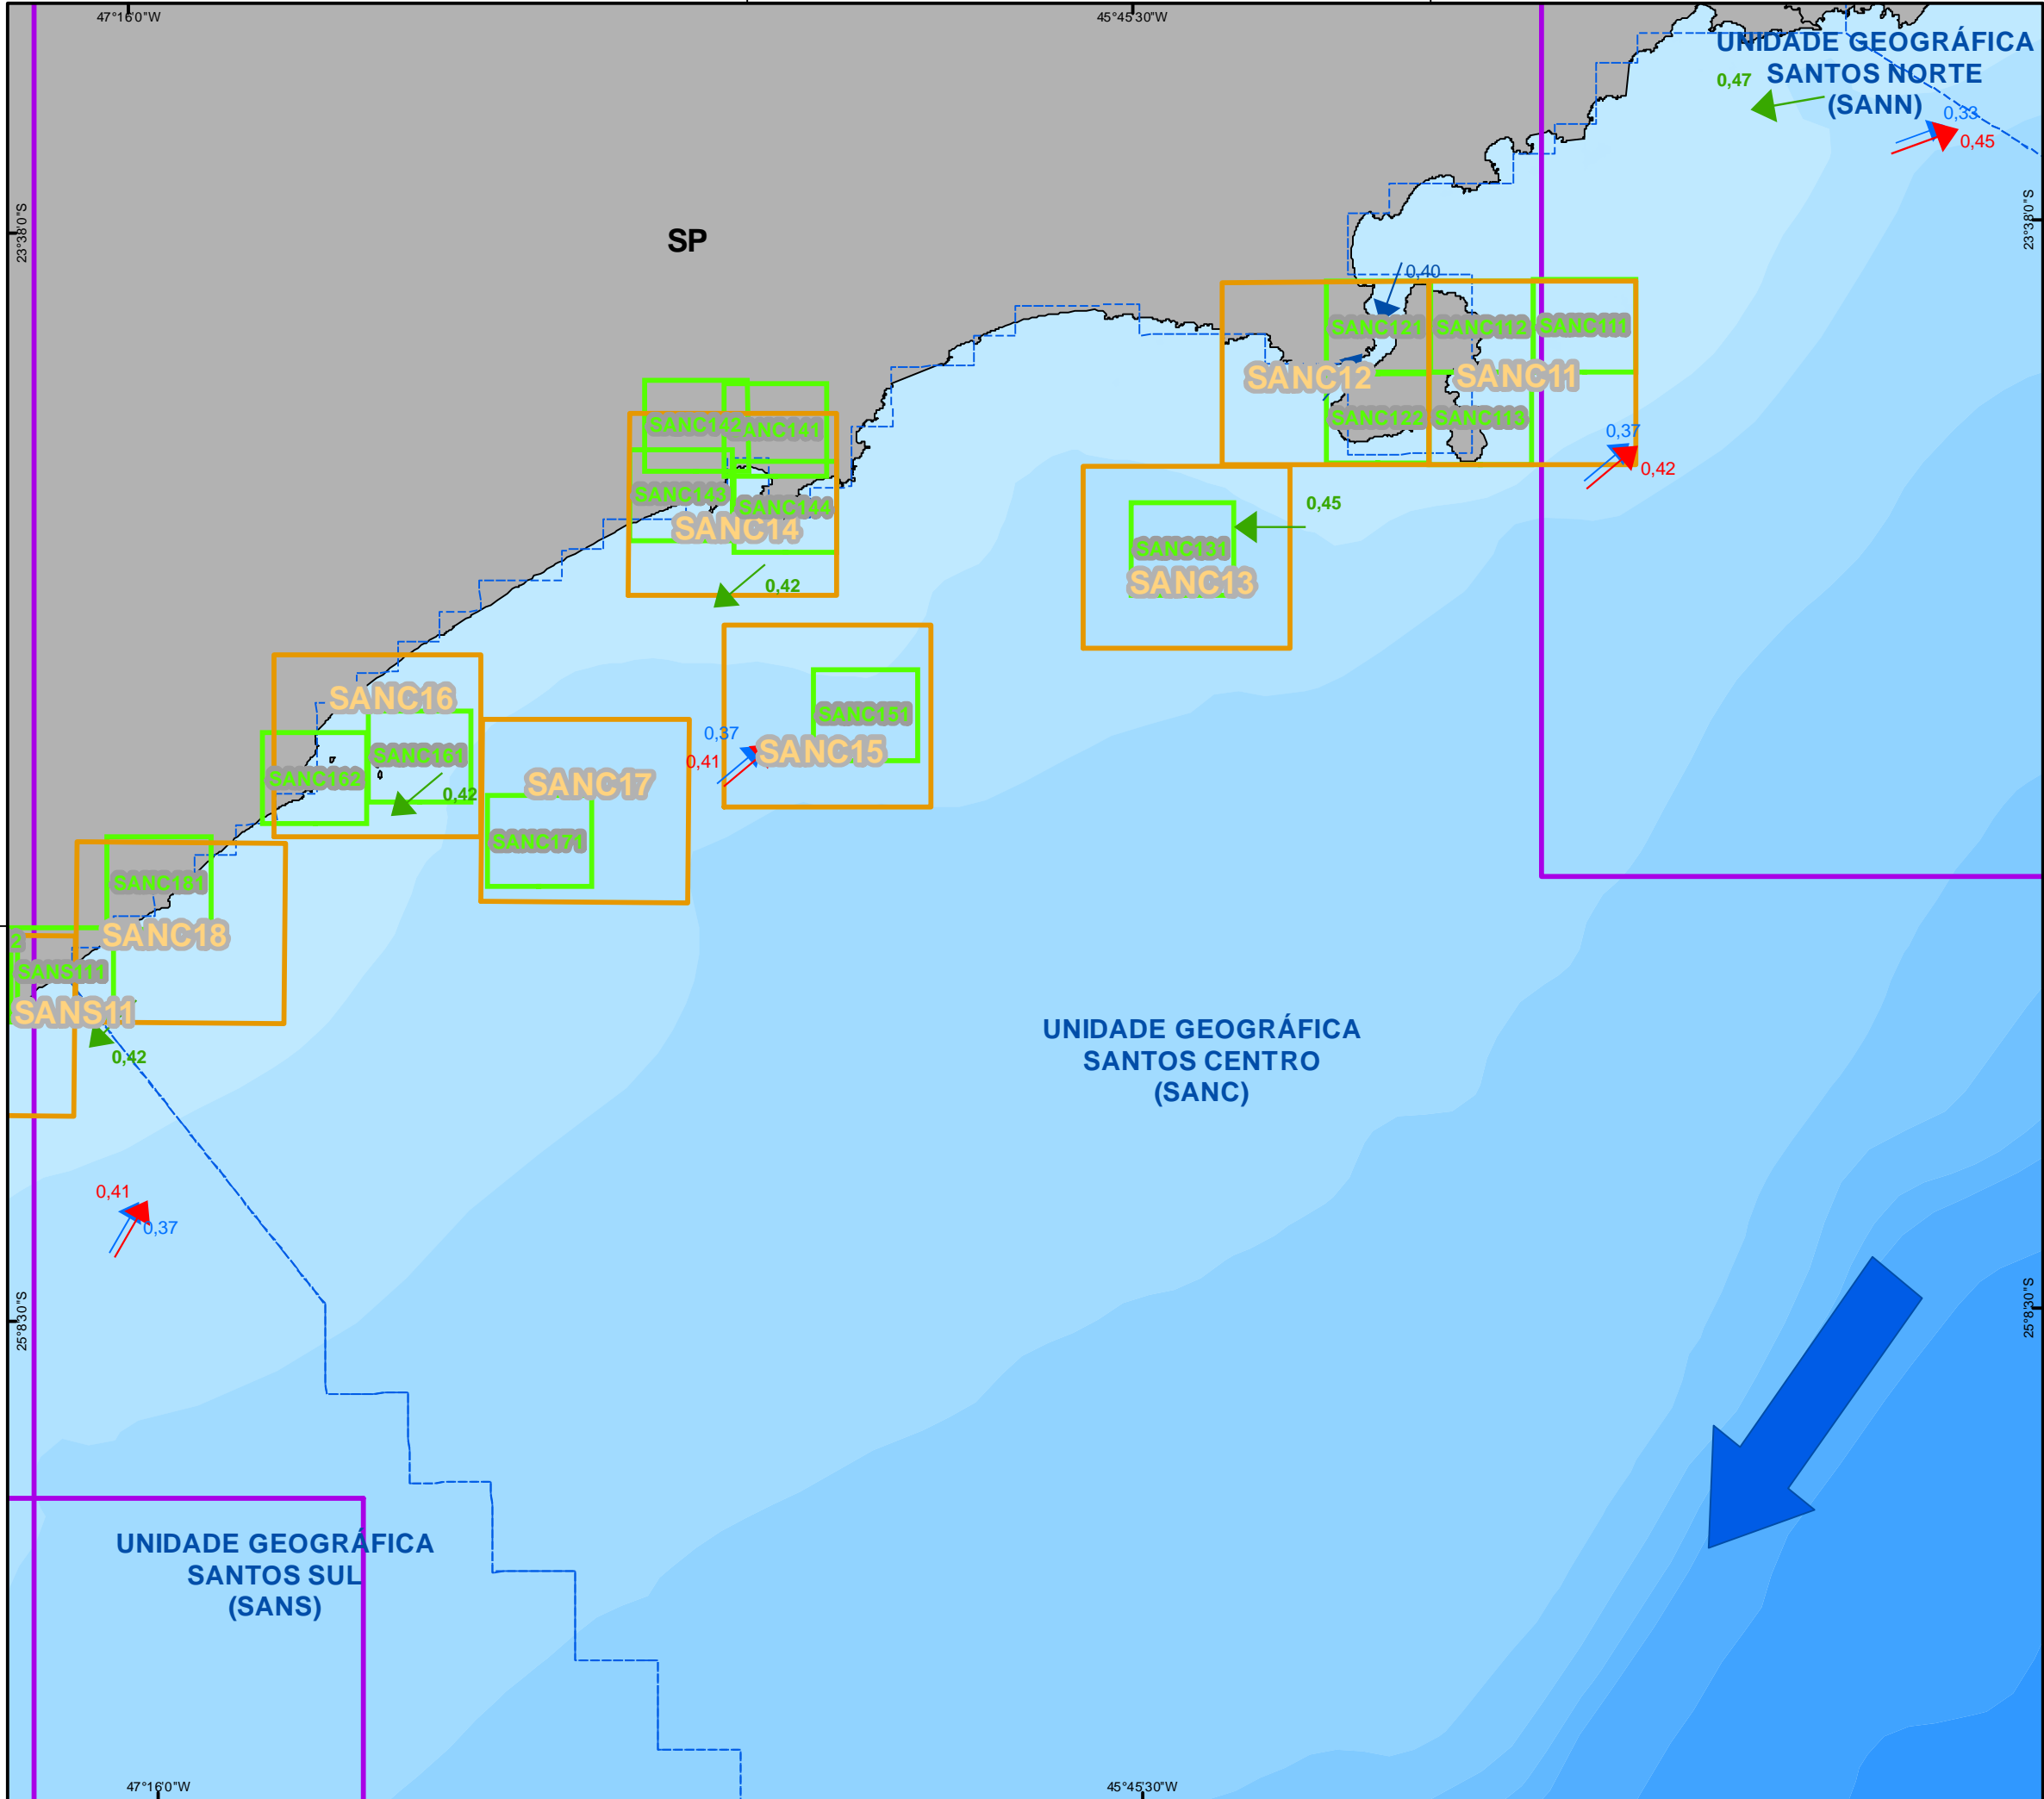 47°16'0"W
45°45'30"W
UNIDADE GEOGRÁFICA
SANTOS NORTE
(SANN)
0,47
0,33
0,45
23°38'0"S
23°38'0"S
SP
0,40
SANC121
SANC112
SANC111
SANC12
SANC11
SANC122
SANC113
0,37
0,42
SANC142
ANC141
SANC143
SANC144
SANC14
0,45
SANC131
SANC13
0,42
SANC16
SANC151
0,37
SANC15
0,41
SANC161
SANC162
0,42
SANC17
SANC171
SANC181
SANC18
2
SANS111
SANS11
0,42
UNIDADE GEOGRÁFICA
SANTOS CENTRO
(SANC)
0,41
0,37
25°8'30"S
25°8'30"S
UNIDADE GEOGRÁFICA
SANTOS SUL
(SANS)
47°16'0"W
45°45'30"W